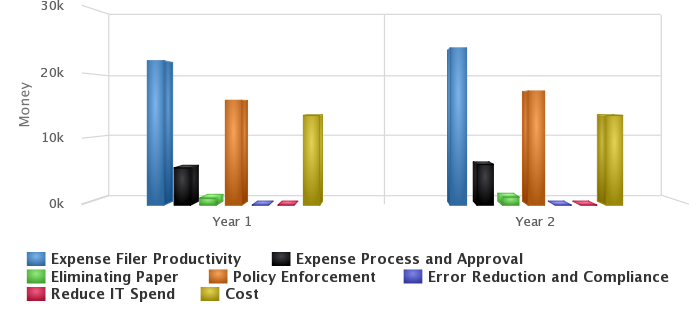 30k
20k
10k
0k
Money
Year 1
Year 2
Expense Filer Productivity
Expense Process and Approval
Eliminating Paper
Policy Enforcement
Error Reduction and Compliance
Reduce IT Spend
Cost